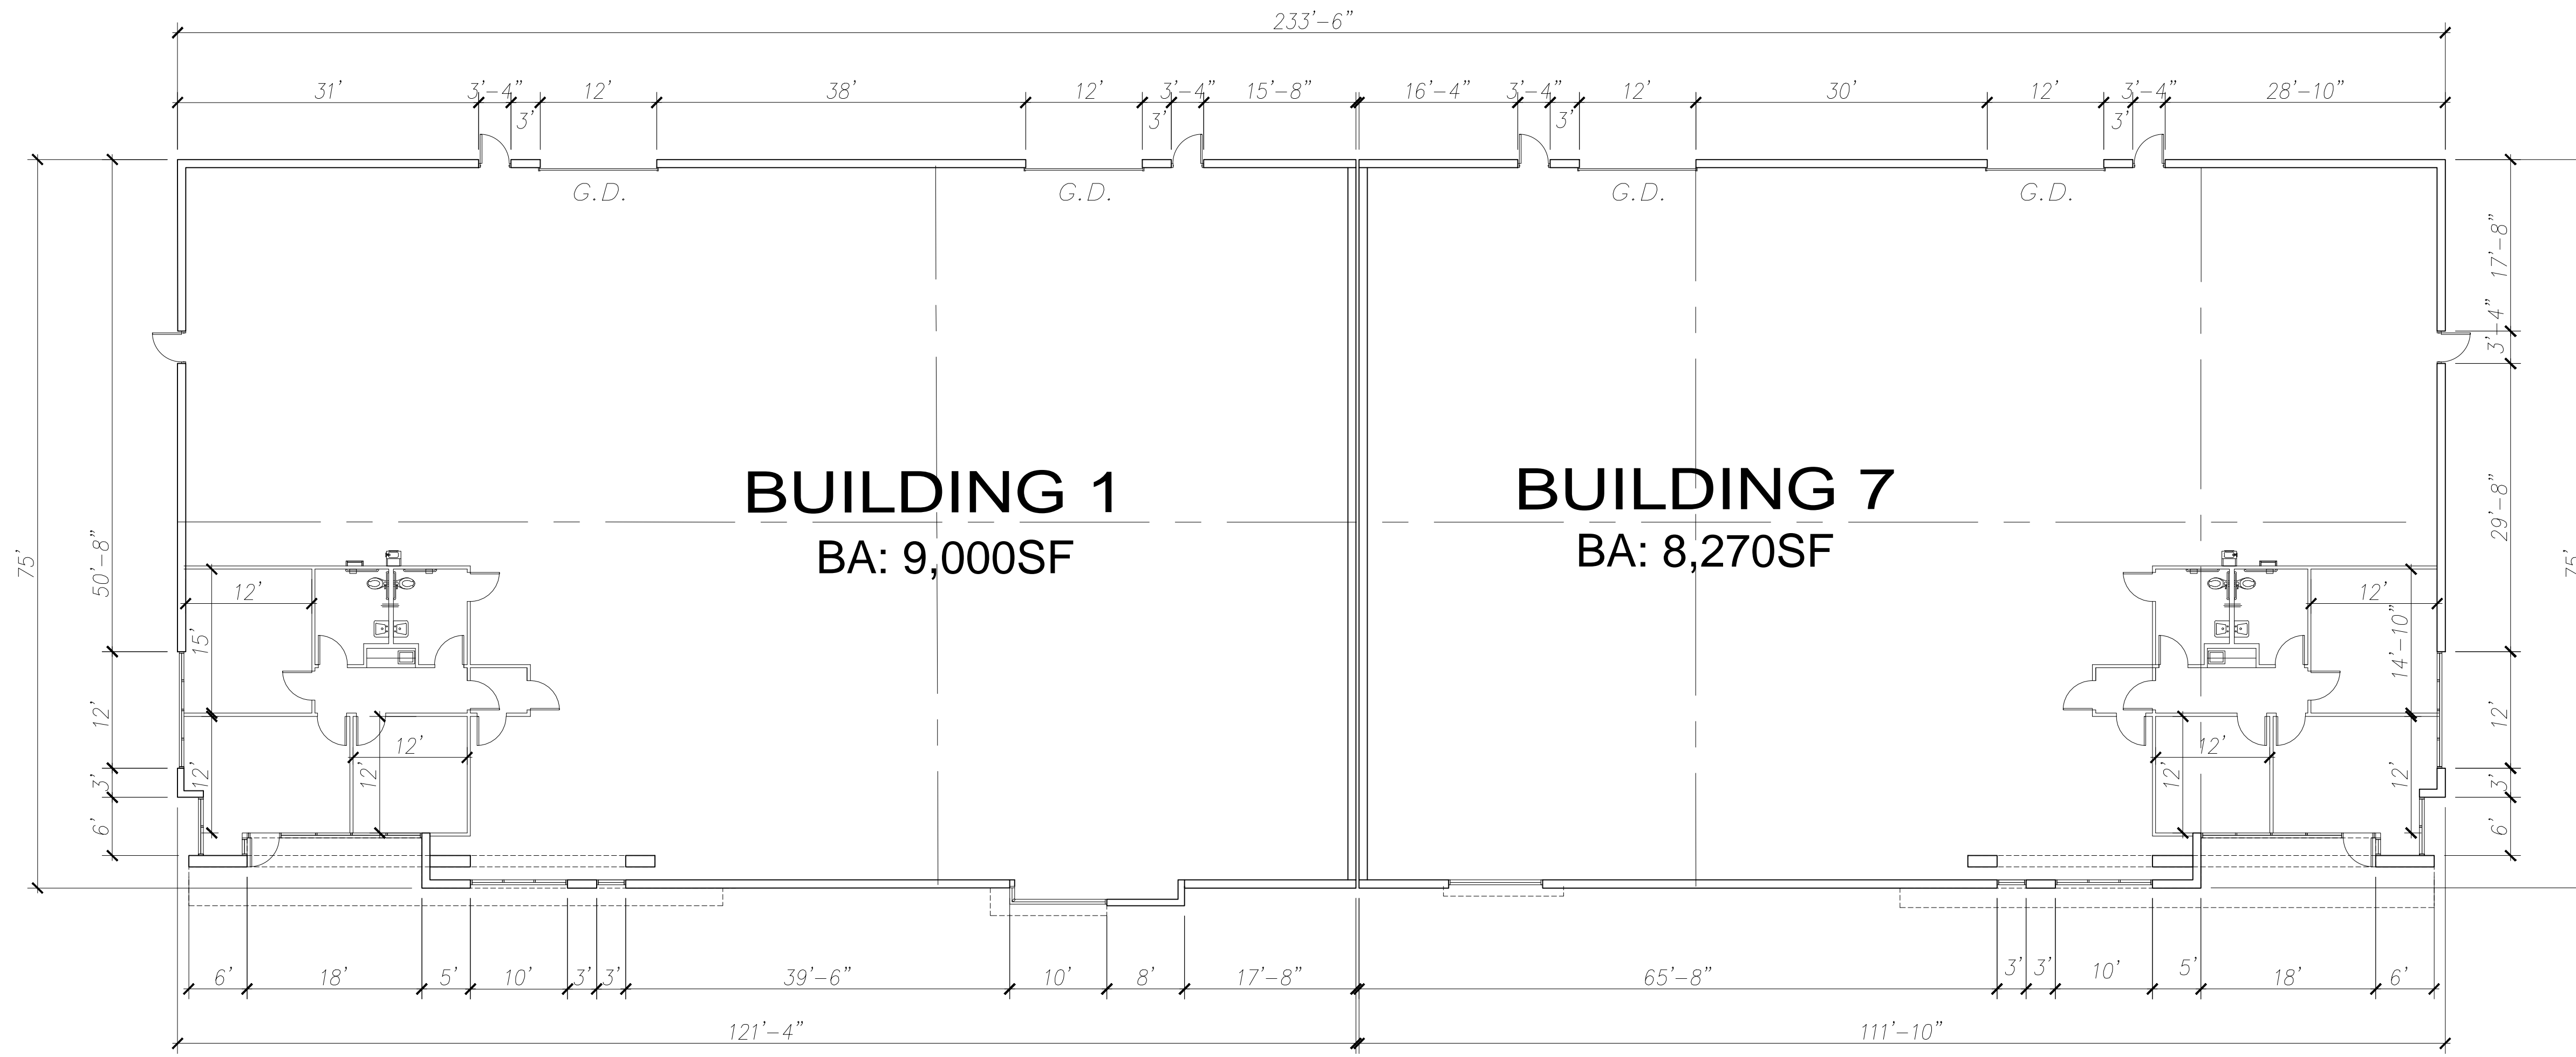 233'-6"
31' 3'-4" 3' 12' 38' 12' 3' 3'-4" 15'-8" 16'-4" 3'-4" 3' 12' 30' 12' 3' 3'-4" 28'-10"
G.D. G.D. G.D. G.D.
75' 50'-8" 12' 3' 6'
17'-8" 3'-4" 29'-8" 12' 3' 6' 75'
BUILDING 1
BA: 9,000SF
BUILDING 7
BA: 8,270SF
12' 15' 12' 12' 12'
12' 14'-10" 12' 12' 12'
6' 18' 5' 10' 3' 3' 39'-6" 10' 8' 17'-8" 65'-8" 3' 3' 10' 5' 18' 6'
121'-4" 111'-10"